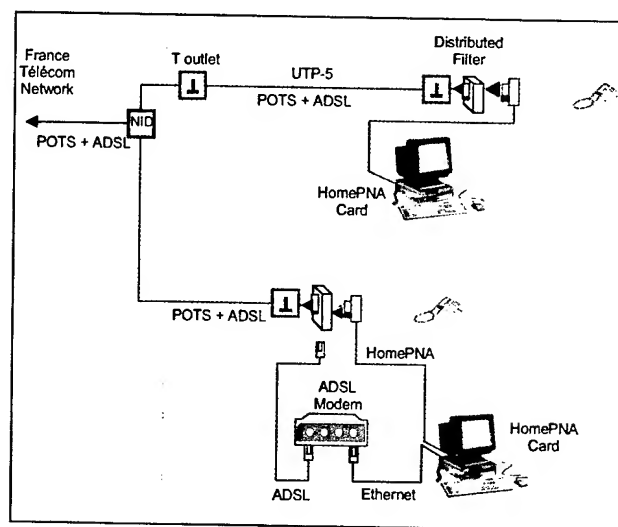 France
Télécom
Network
T outlet
UTP-5
Distributed
Filter
NID
POTS + ADSL
POTS + ADSL
HomePNA
Card
POTS + ADSL
HomePNA
ADSL
Modem
HomePNA
Card
ADSL
Ethernet